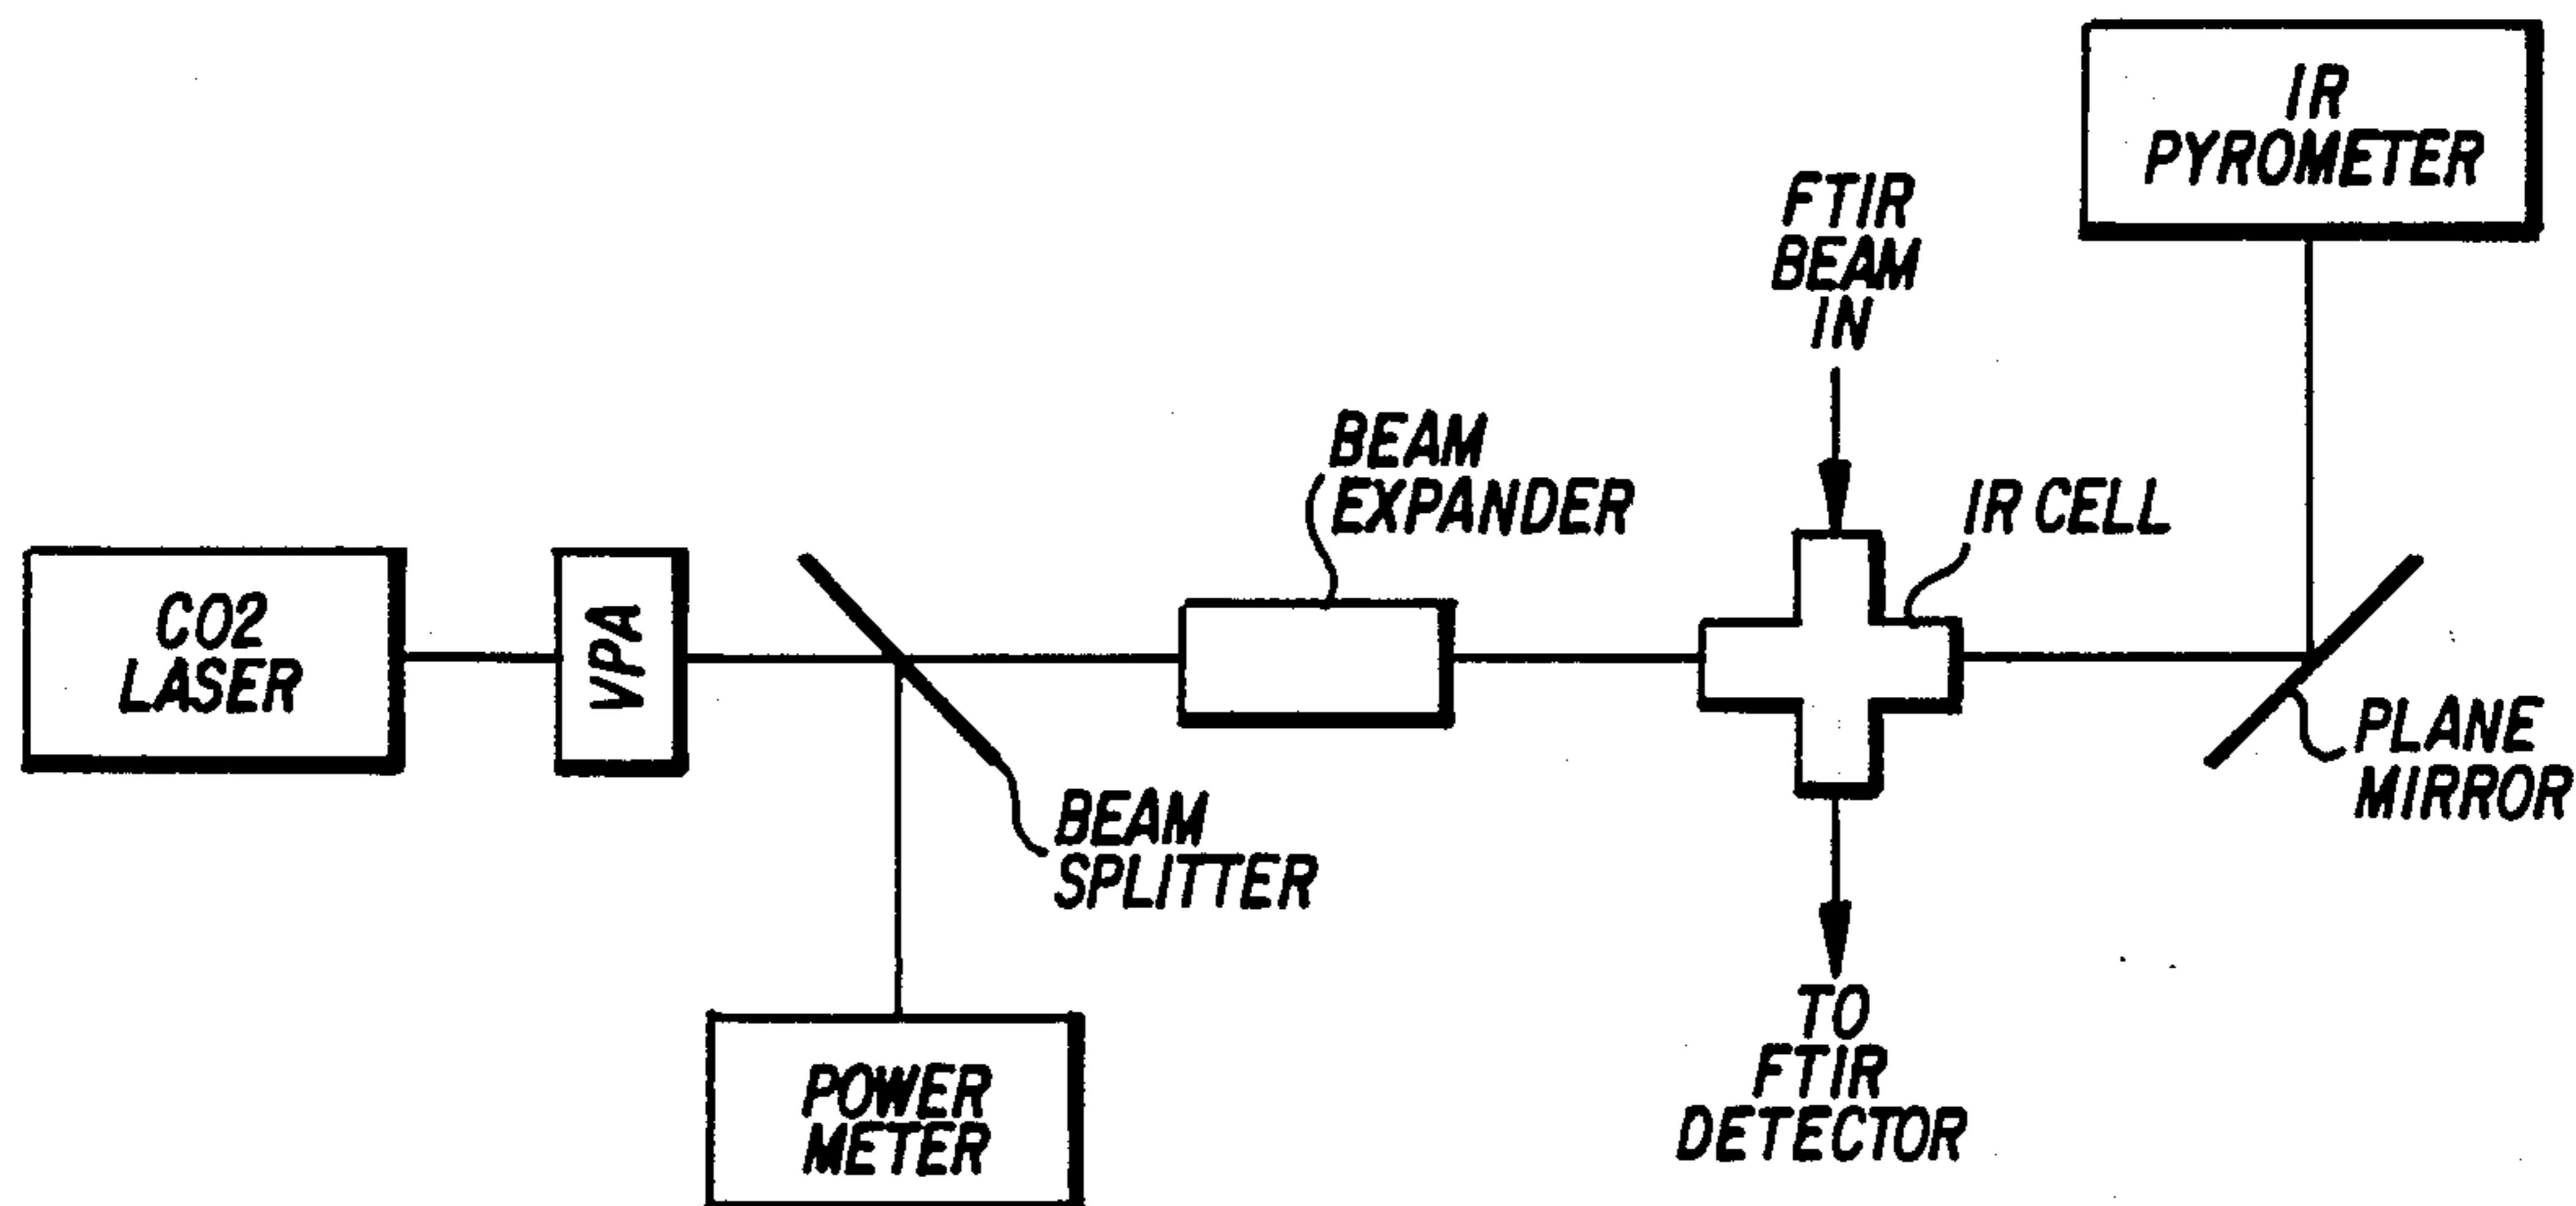 IR
PYROMETER
FTIR
BEAM
IN
BEAM
EXPANDER
IR CELL
CO2
LASER
VPA
PLANE
MIRROR
BEAM
SPLITTER
TO
FTIR
DETECTOR
POWER
METER